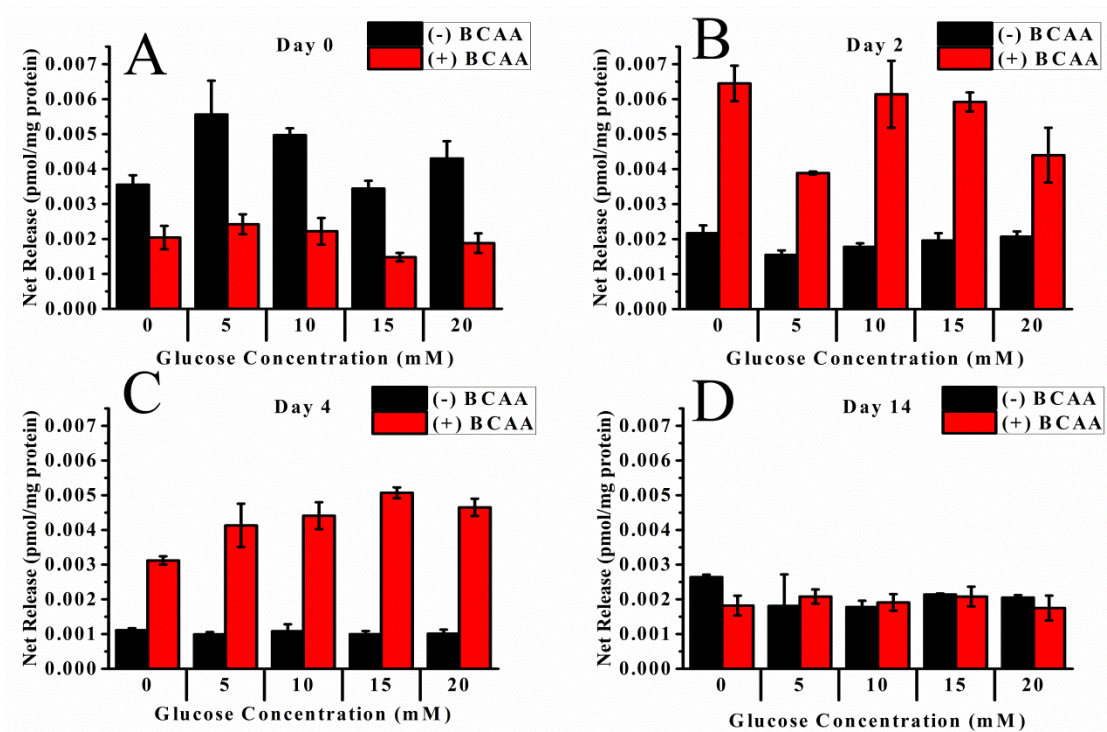 A
Day 0
(-) BCAA
(+) BCAA
Net Release (pmol/mg protein)
0.007
0.006
0.005
0.004
0.003
0.002
0.001
0.000
0 5 10 15 20
Glucose Concentration (mM)
B
Day 2
(-) BCAA
(+) BCAA
Net Release (pmol/mg protein)
0.007
0.006
0.005
0.004
0.003
0.002
0.001
0.000
0 5 10 15 20
Glucose Concentration (mM)
C
Day 4
(-) BCAA
(+) BCAA
Net Release (pmol/mg protein)
0.007
0.006
0.005
0.004
0.003
0.002
0.001
0.000
0 5 10 15 20
Glucose Concentration (mM)
D
Day 14
(-) BCAA
(+) BCAA
Net Release (pmol/mg protein)
0.007
0.006
0.005
0.004
0.003
0.002
0.001
0.000
0 5 10 15 20
Glucose Concentration (mM)